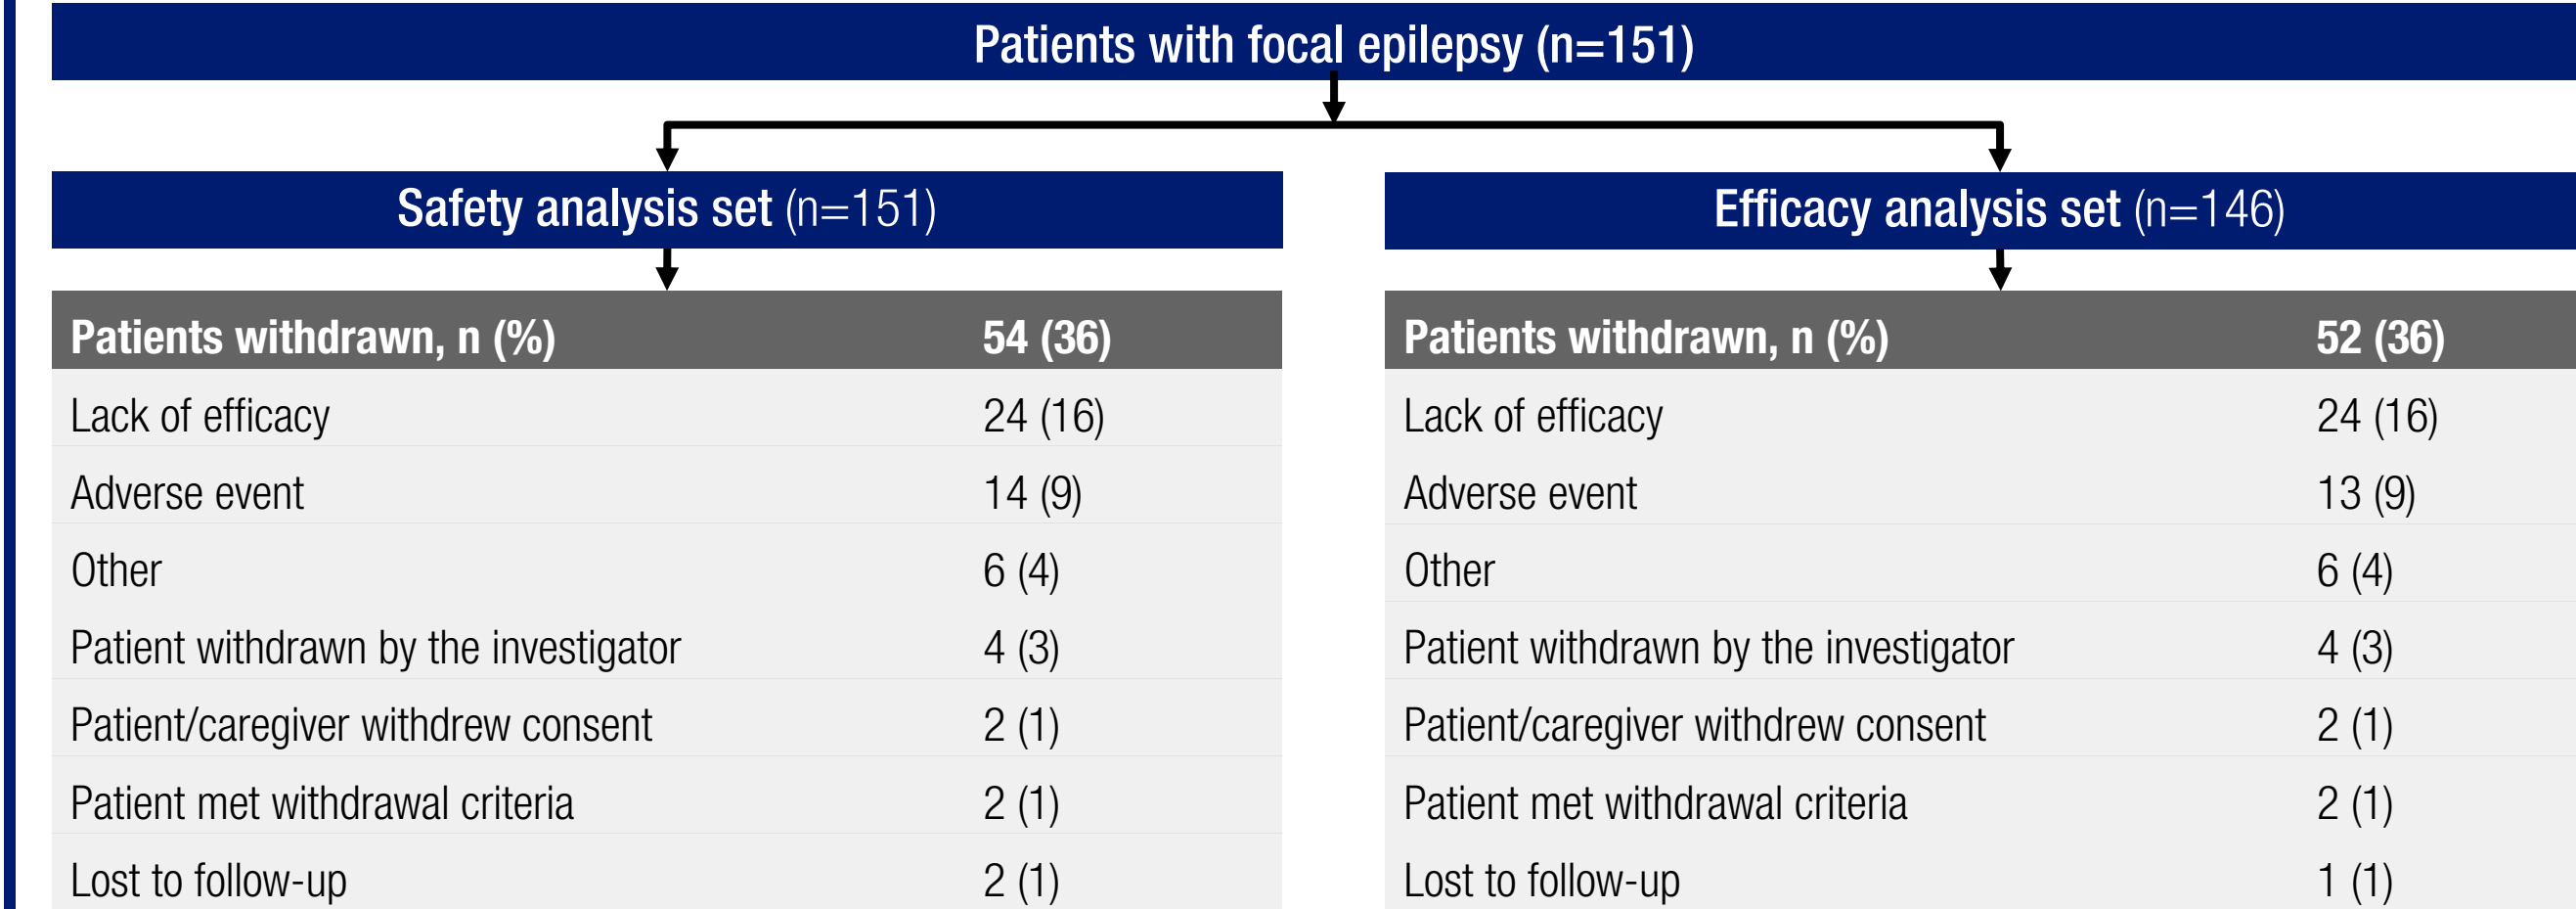 Patients with focal epilepsy (n=151)
Safety analysis set (n=151)
Patients withdrawn, n (%) 54 (36)
Lack of efficacy 24 (16)
Adverse event 14 (9)
Other 6 (4)
Patient withdrawn by the investigator 4 (3)
Patient/caregiver withdrew consent 2 (1)
Patient met withdrawal criteria 2 (1)
Lost to follow-up 2 (1)
Efficacy analysis set (n=146)
Patients withdrawn, n (%) 52 (36)
Lack of efficacy 24 (16)
Adverse event 13 (9)
Other 6 (4)
Patient withdrawn by the investigator 4 (3)
Patient/caregiver withdrew consent 2 (1)
Patient met withdrawal criteria 2 (1)
Lost to follow-up 1 (1)